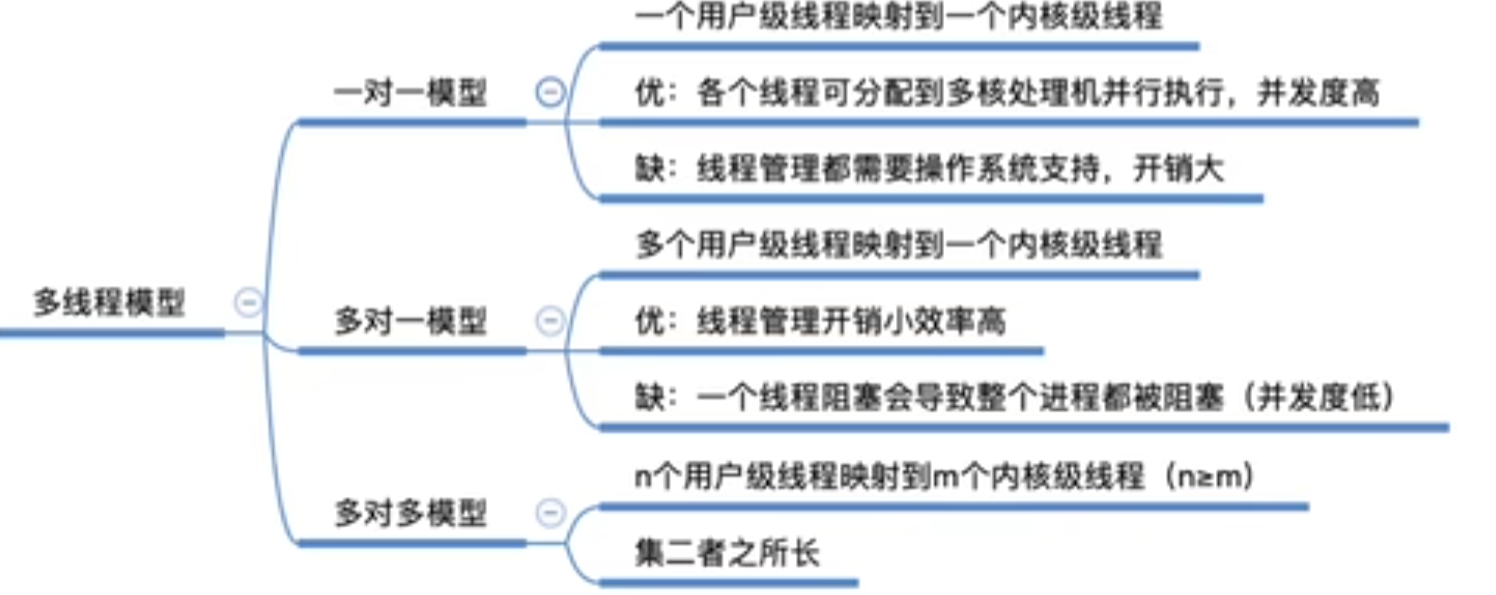 多线程模型
一对一模型
一个用户级线程映射到一个内核级线程
优：各个线程可分配到多核处理机并行执行，并发度高
缺：线程管理都需要操作系统支持，开销大
多对一模型
多个用户级线程映射到一个内核级线程
优：线程管理开销小效率高
缺：一个线程阻塞会导致整个进程都被阻塞（并发度低）
多对多模型
n个用户级线程映射到m个内核级线程（n≥m）
集二者之所长